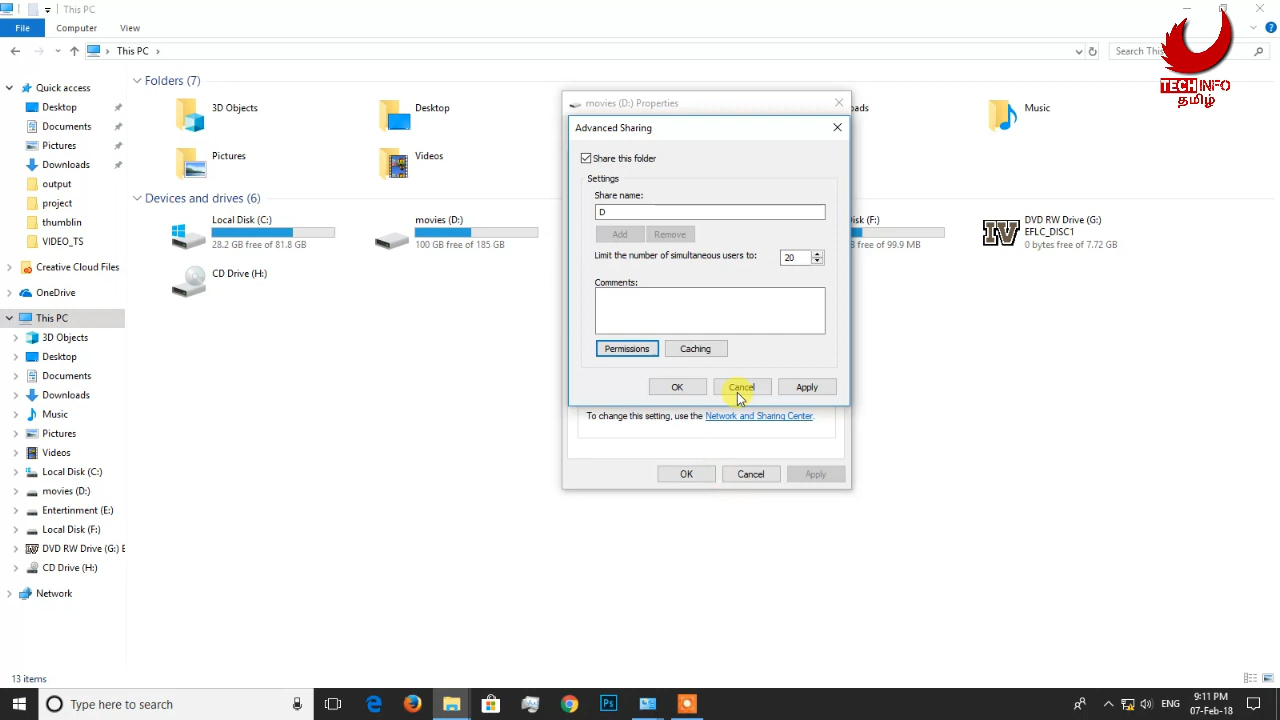 This PC
File
Computer
View
This PC
Search This
TECH INFO
தமிழ்
Quick access
Desktop
Documents
Pictures
Downloads
output
project
thumblin
VIDEO_TS
Creative Cloud Files
OneDrive
This PC
3D Objects
Desktop
Documents
Downloads
Music
Pictures
Videos
Local Disk (C:)
movies (D:)
Entertinment (E:)
Local Disk (F:)
DVD RW Drive (G:) E
CD Drive (H:)
Network
Folders (7)
3D Objects
Desktop
ads
Music
Pictures
Videos
Devices and drives (6)
Local Disk (C:)
28.2 GB free of 81.8 GB
movies (D:)
100 GB free of 185 GB
Disk (F:)
free of 99.9 MB
DVD RW Drive (G:)
EFLC_DISC1
0 bytes free of 7.72 GB
CD Drive (H:)
movies (D:) Properties
Advanced Sharing
Share this folder
Settings
Share name:
D
Add
Remove
Limit the number of simultaneous users to:
20
Comments:
Permissions
Caching
OK
Cancel
Apply
To change this setting, use the Network and Sharing Center.
OK
Cancel
Apply
13 items
Type here to search
Ps
ENG
9:11 PM
07-Feb-18